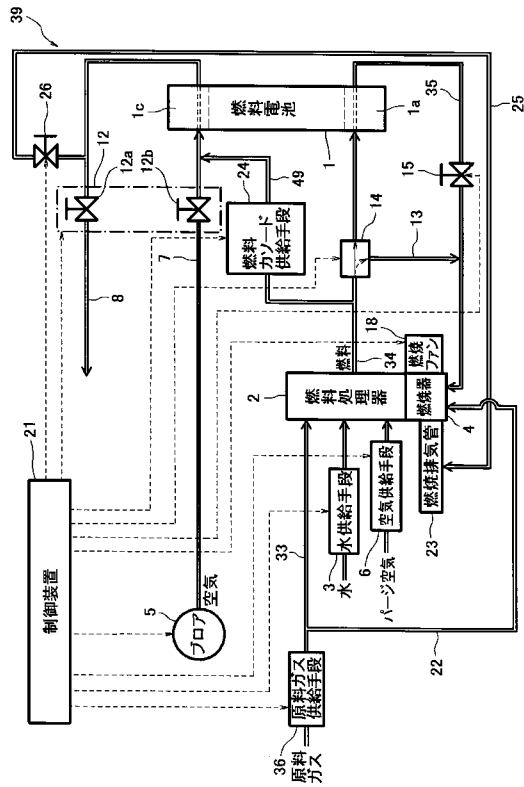 39
26
12
12a
12b
8
7
1c
燃料電池
1a
1
35
25
15
24
49
燃料
カソード
供給手段
14
13
21
制御装置
5
ブロア
空気
2
燃料処理器
燃料
34
18
燃焼
ファン
燃焼器
4
燃焼排気管
23
33
3
水供給手段
水
6
空気供給手段
パージ空気
22
原料ガス
供給手段
36
原料
ガス